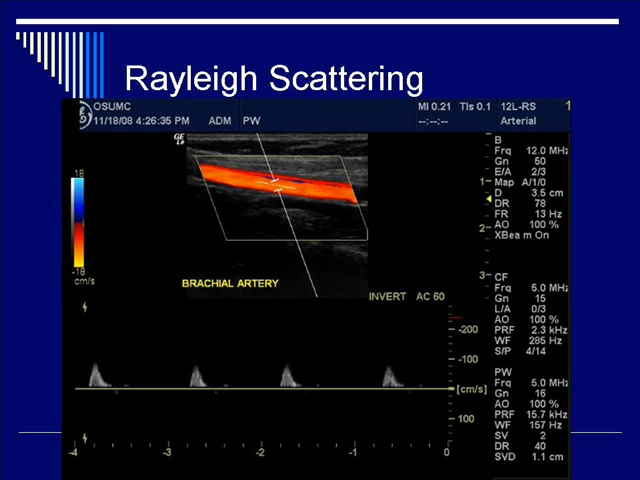 Rayleigh Scattering
OSUMC
MI 0.21 TIs 0.1 12L-RS 1
11/18/08 4:26:35 PM ADM PW --:--:-- Arterial
GE
L6
B
Frq 12.0 MHz
Gn 50
E/A 2/3
1 Map A/1/0
D 3.5 cm
DR 78
FR 13 Hz
AO 100 %
2 XBeam On
18
-18
cm/s
3
BRACHIAL ARTERY
INVERT AC 60
CF
Frq 5.0 MHz
Gn 15
L/A 0/3
AO 100 %
PRF 2.3 kHz
WF 285 Hz
S/P 4/14
-200
-100
[cm/s]
100
PW
Frq 5.0 MHz
Gn 16
AO 100 %
PRF 15.7 kHz
WF 157 Hz
SV 2
DR 40
SVD 1.1 cm
-4 -3 -2 -1 0